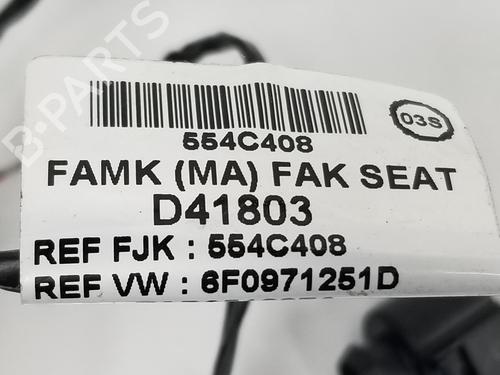 B-PARTS
03S
554C408
FAMK (MA) FAK SEAT
D41803
REF FJK : 554C408
REF VW : 6F0971251D